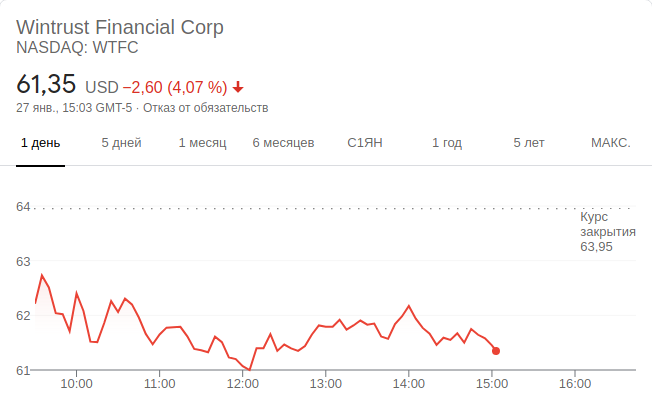 Wintrust Financial Corp
NASDAQ: WTFC
61,35 USD −2,60 (4,07 %)
27 янв., 15:03 GMT-5 · Отказ от обязательств
1 день 5 дней 1 месяц 6 месяцев С1ЯН 1 год 5 лет МАКС.
64
Курс
закрытия
63,95
63
62
61
10:00 11:00 12:00 13:00 14:00 15:00 16:00